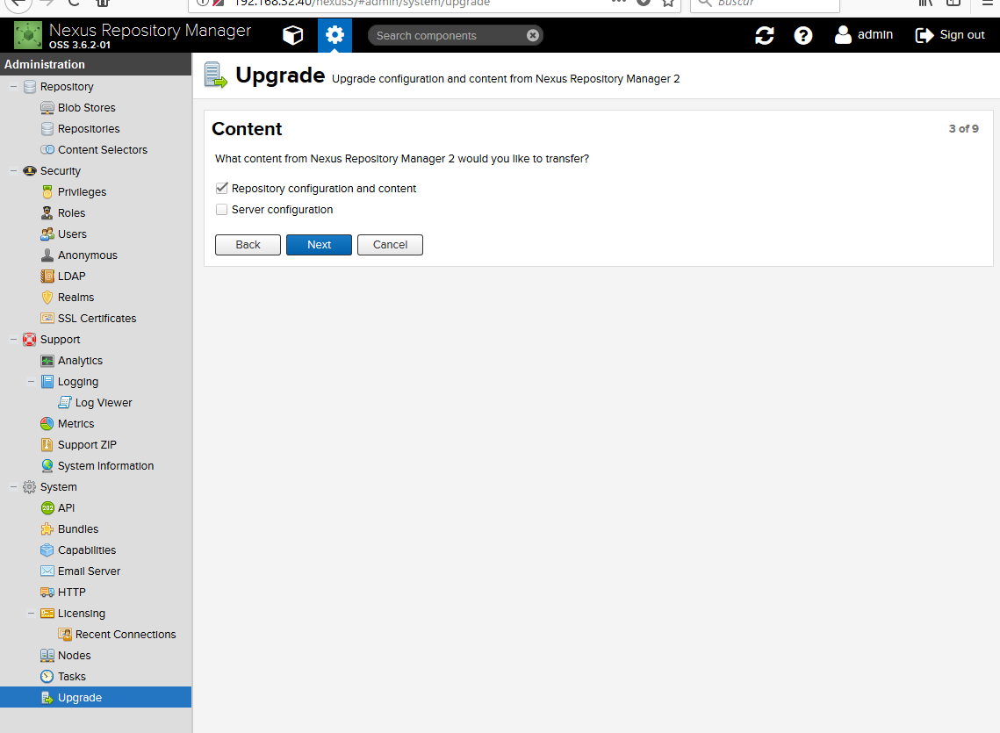 192.168.32.40/nexus3/#admin/system/upgrade
Buscar
Nexus Repository Manager
OSS 3.6.2-01
Search components
admin
Sign out
Administration
Repository
Blob Stores
Repositories
Content Selectors
Security
Privileges
Roles
Users
Anonymous
LDAP
Realms
SSL Certificates
Support
Analytics
Logging
Log Viewer
Metrics
Support ZIP
System Information
System
API
Bundles
Capabilities
Email Server
HTTP
Licensing
Recent Connections
Nodes
Tasks
Upgrade
Upgrade Upgrade configuration and content from Nexus Repository Manager 2
Content
3 of 9
What content from Nexus Repository Manager 2 would you like to transfer?
Repository configuration and content
Server configuration
Back Next Cancel